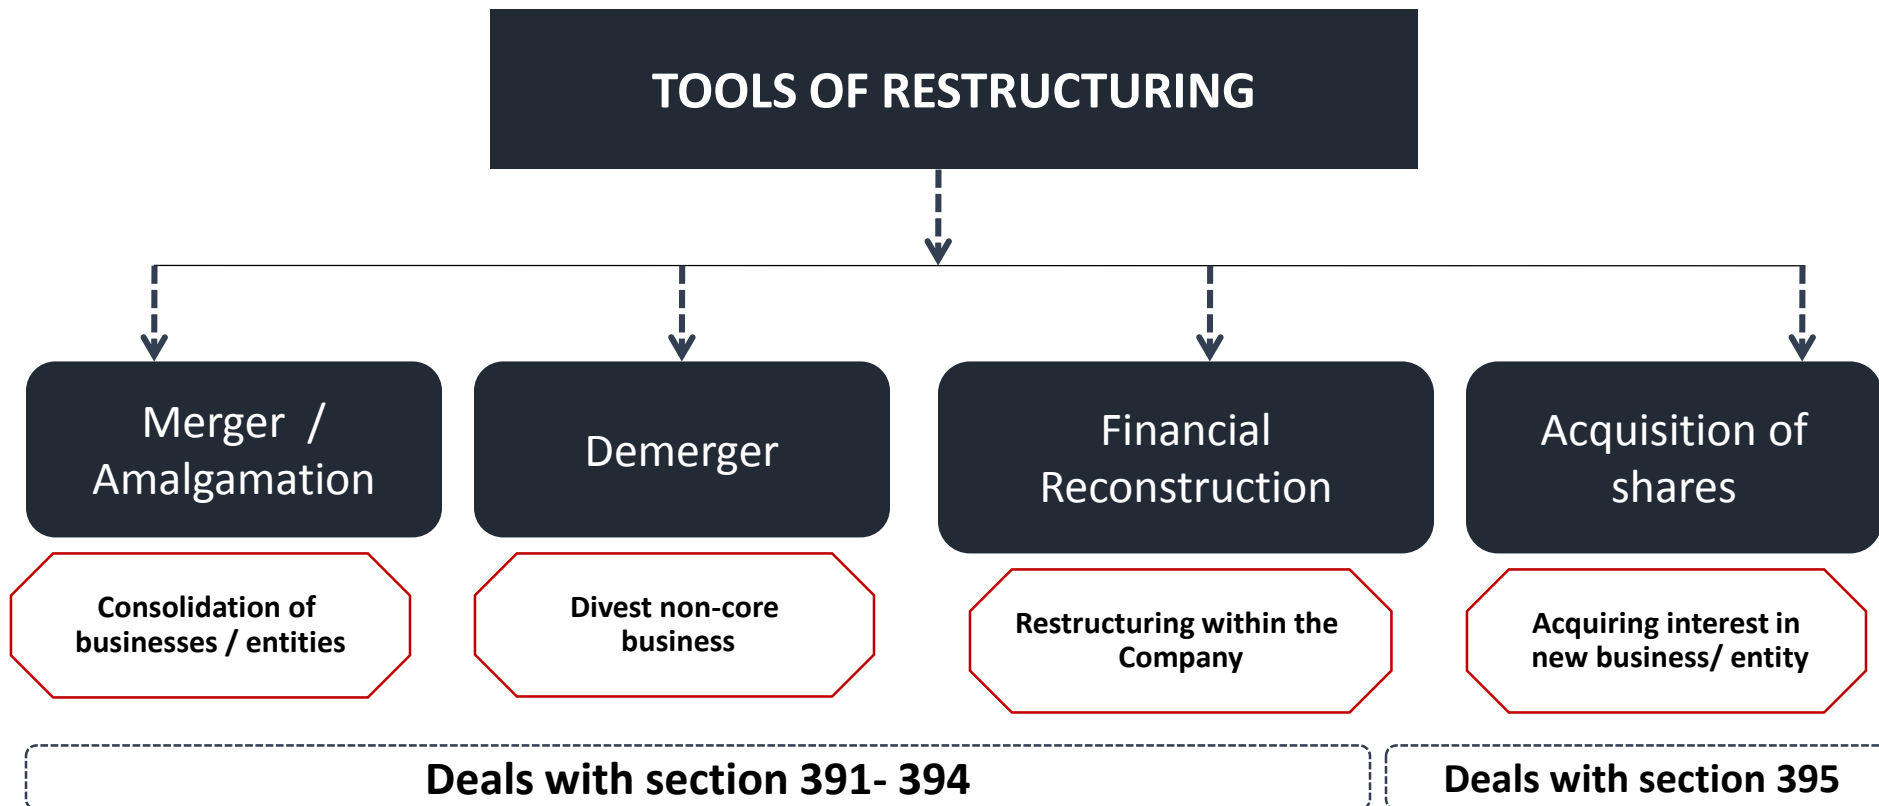 TOOLS OF RESTRUCTURING
Merger  /
Amalgamation
Demerger
Financial
Reconstruction
Acquisition of
shares
Consolidation of
businesses / entities
Divest non-core
business
Restructuring within the
Company
Acquiring interest in
new business/ entity
Deals with section 391- 394
Deals with section 395